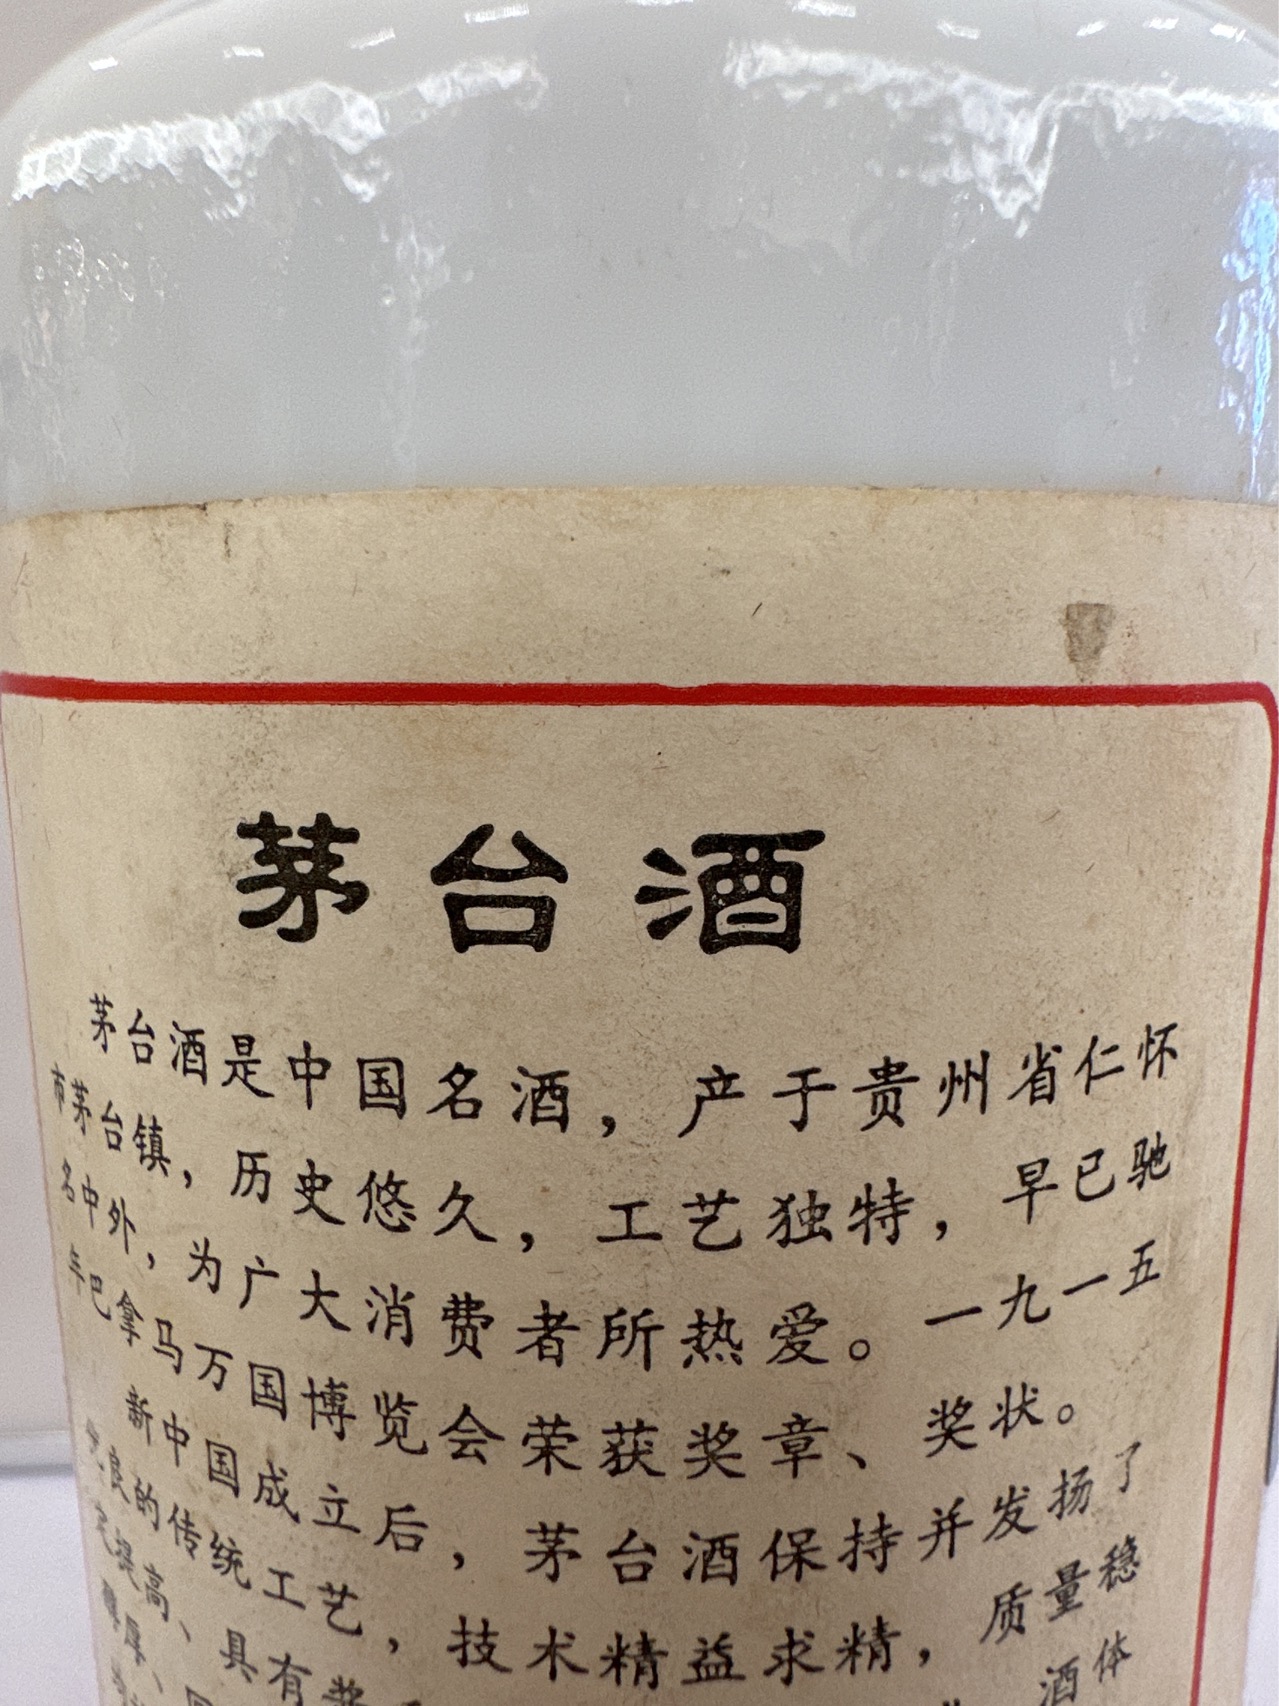 茅台酒
茅台酒是中国名酒，产于贵州省仁怀
市茅台镇，历史悠久，工艺独特，早已驰
名中外，为广大消费者所热爱。一九一五
年巴拿马万国博览会荣获奖章、奖状。
新中国成立后，茅台酒保持并发扬了
良的传统工艺，技术精益求精，质量稳
提高、具有
酒体
厚、